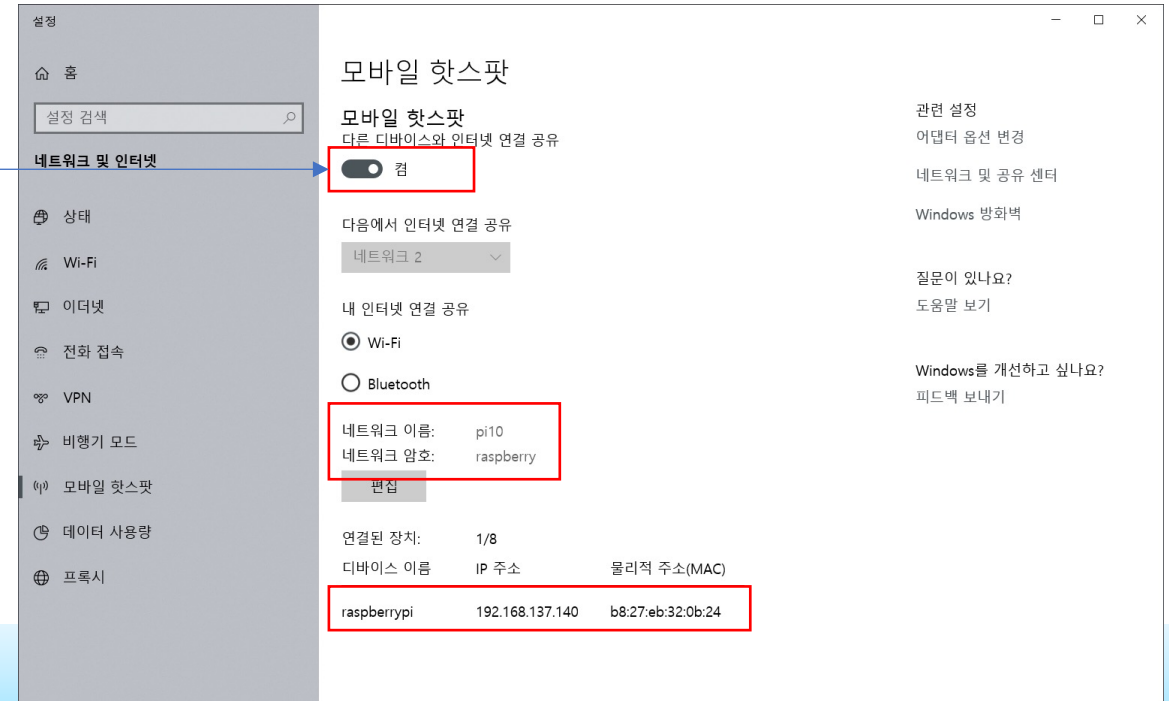 설정
홈
설정 검색
네트워크 및 인터넷
상태
Wi-Fi
이더넷
전화 접속
VPN
비행기 모드
모바일 핫스팟
데이터 사용량
프록시
모바일 핫스팟
모바일 핫스팟
다른 디바이스와 인터넷 연결 공유
켬
다음에서 인터넷 연결 공유
네트워크 2
내 인터넷 연결 공유
Wi-Fi
Bluetooth
네트워크 이름: pi10
네트워크 암호: raspberry
편집
연결된 장치: 1/8
디바이스 이름 IP 주소 물리적 주소(MAC)
raspberrypi 192.168.137.140 b8:27:eb:32:0b:24
관련 설정
어댑터 옵션 변경
네트워크 및 공유 센터
Windows 방화벽
질문이 있나요?
도움말 보기
Windows를 개선하고 싶나요?
피드백 보내기